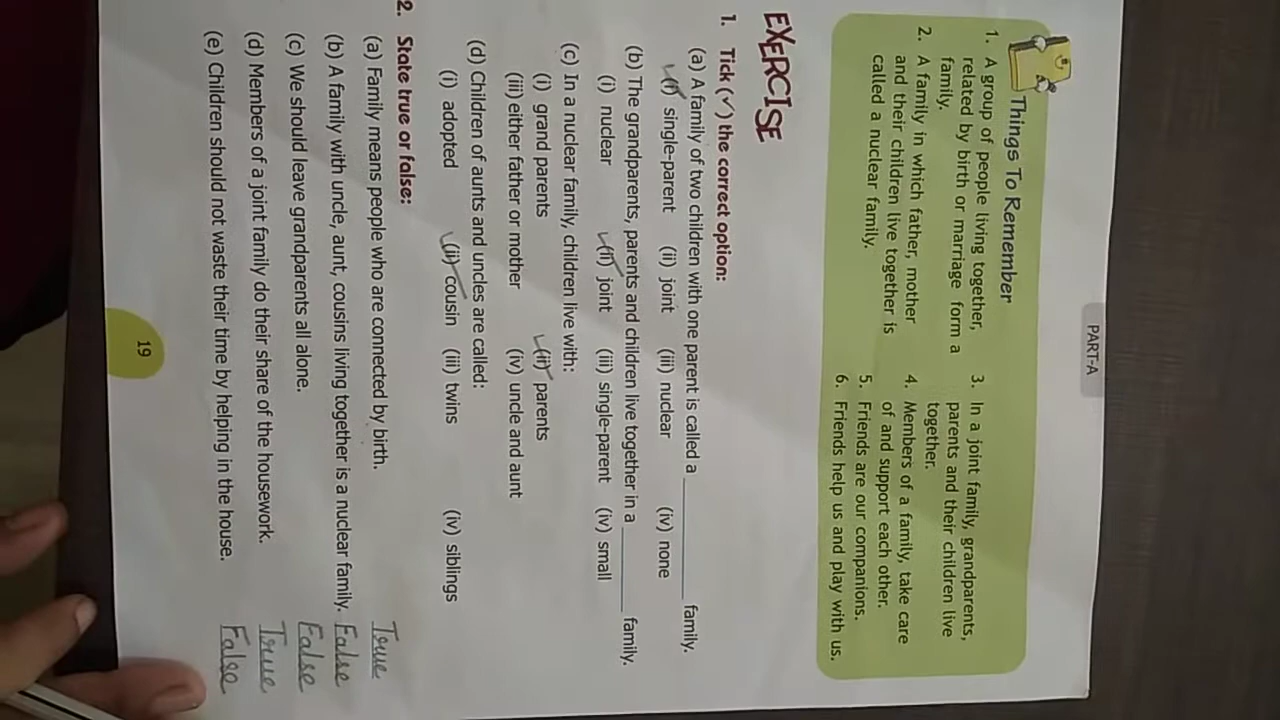 PART-A
Things To Remember
1. A group of people living together,
related by birth or marriage form a
family.
2. A family in which father, mother
and their children live together is
called a nuclear family.
3. In a joint family, grandparents,
parents and their children live
together.
4. Members of a family, take care
of and support each other.
5. Friends are our companions.
6. Friends help us and play with us.
EXERCISE
1. Tick (✓) the correct option:
(a) A family of two children with one parent is called a ________ family.
✓(i) single-parent (ii) joint (iii) nuclear (iv) none
(b) The grandparents, parents and children live together in a ________ family.
(i) nuclear ✓(ii) joint (iii) single-parent (iv) small
(c) In a nuclear family, children live with:
(i) grand parents ✓(ii) parents
(iii) either father or mother (iv) uncle and aunt
(d) Children of aunts and uncles are called:
(i) adopted ✓(ii) cousin (iii) twins (iv) siblings
2. State true or false:
(a) Family means people who are connected by birth. True
(b) A family with uncle, aunt, cousins living together is a nuclear family. False
(c) We should leave grandparents all alone. False
(d) Members of a joint family do their share of the housework. True
(e) Children should not waste their time by helping in the house. False
19